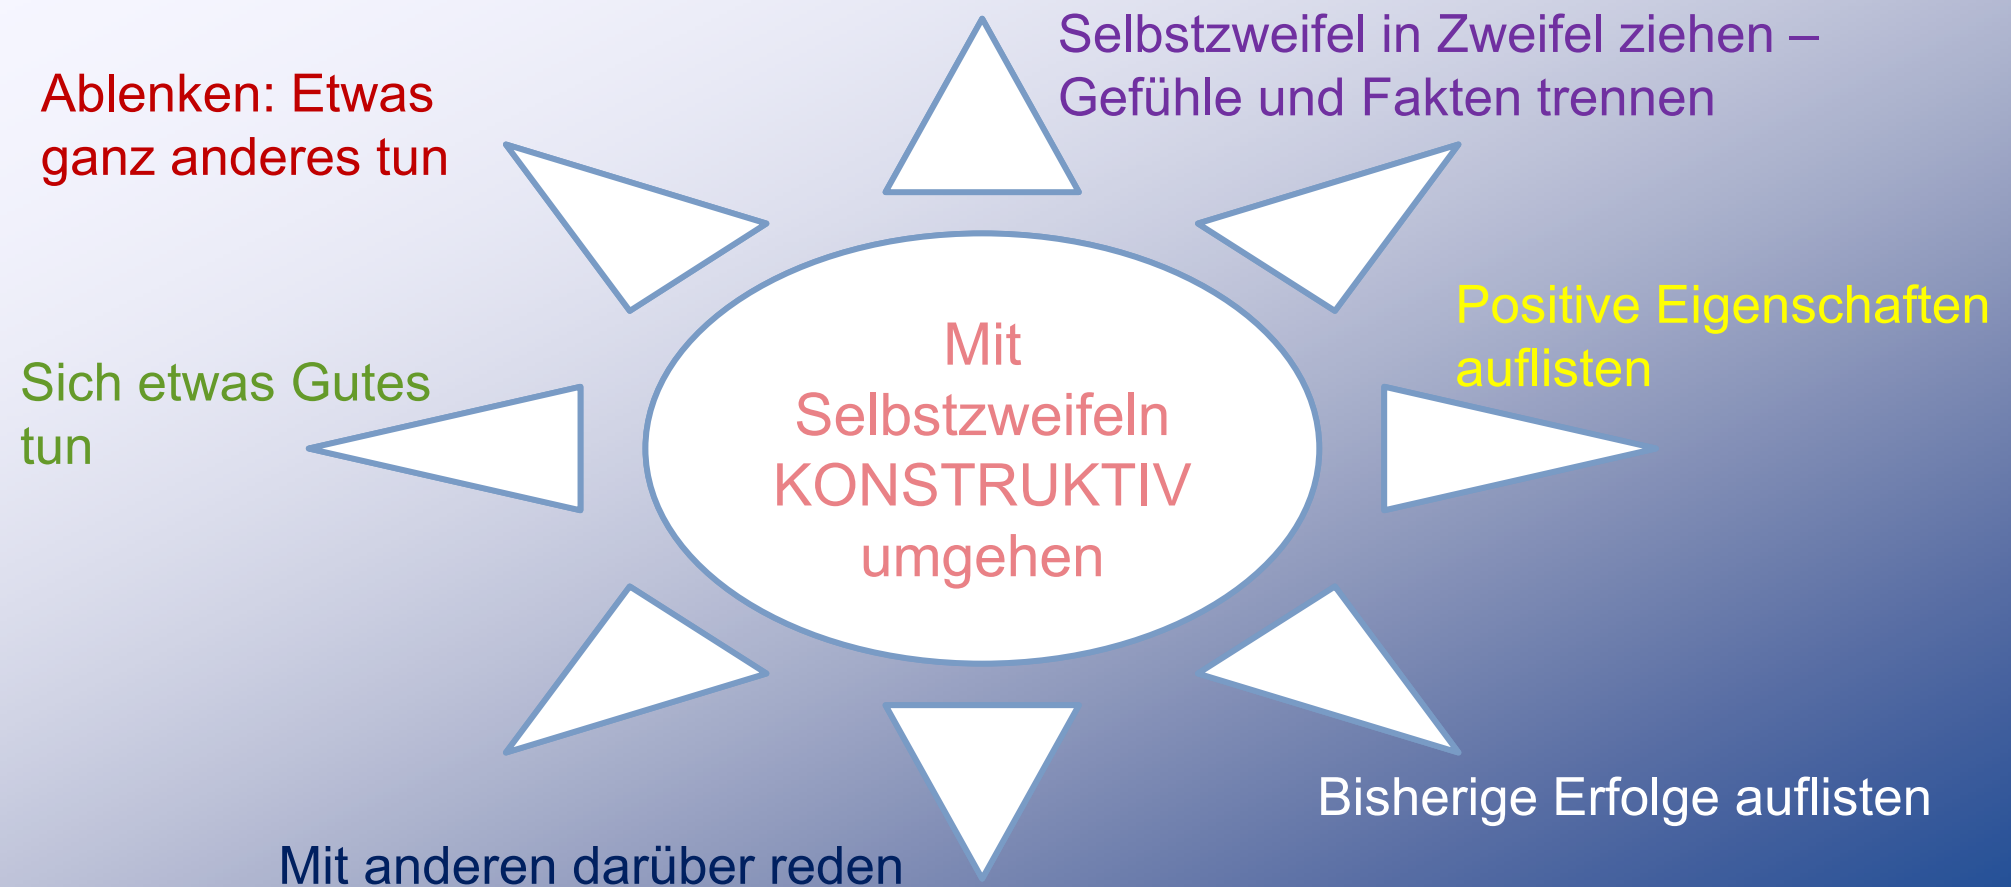 Selbstzweifel in Zweifel ziehen –
Gefühle und Fakten trennen
Ablenken: Etwas
ganz anderes tun
Positive Eigenschaften
auflisten
Mit
Selbstzweifeln
KONSTRUKTIV
umgehen
Sich etwas Gutes
tun
Bisherige Erfolge auflisten
Mit anderen darüber reden